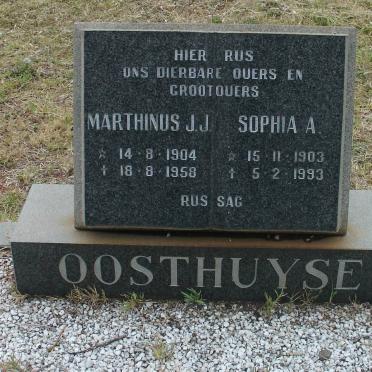 HIER RUS
ONS DIERBARE OUERS EN
GROOTOUERS
MARTHINUS J.J. SOPHIA A.
☆ 14·8·1904 ☆ 15·11·1903
† 18·8·1958 † 5·2·1993
RUS SAG
OOSTHUYSE